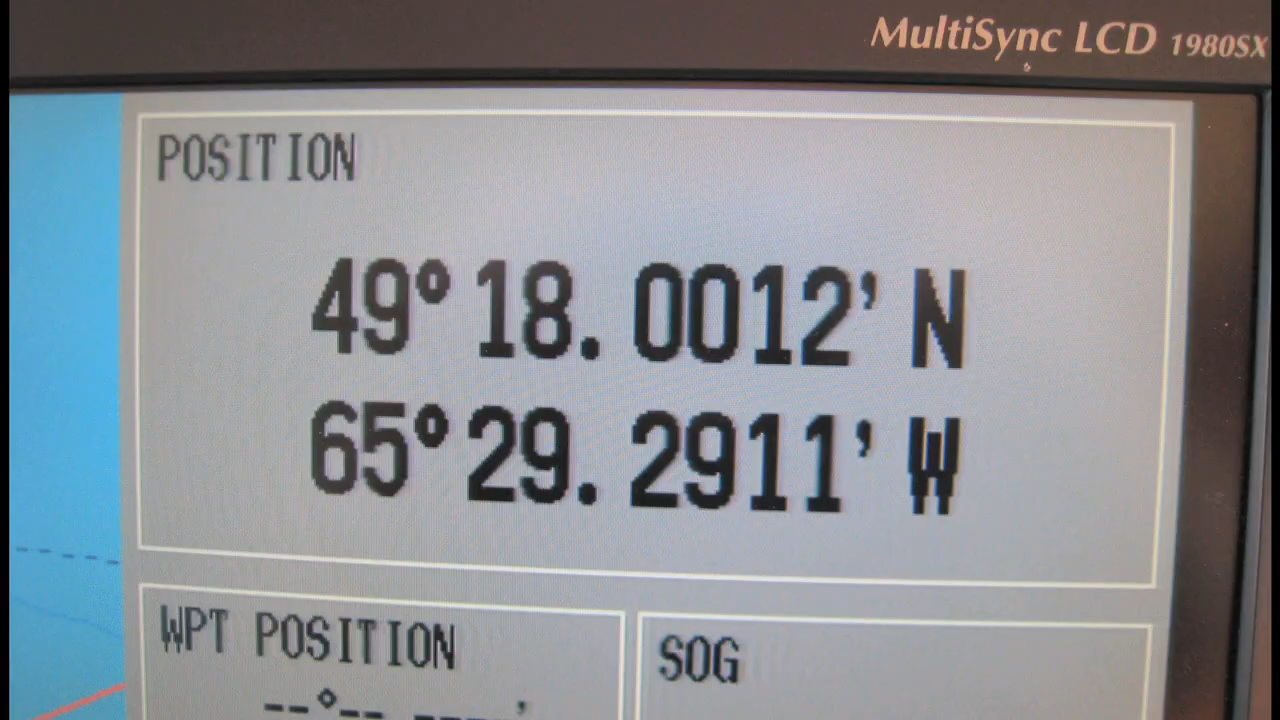 MultiSync LCD 1980SX
POSITION
49° 18. 0012' N
65° 29. 2911' W
WPT POSITION
SOG
--°-- ----'